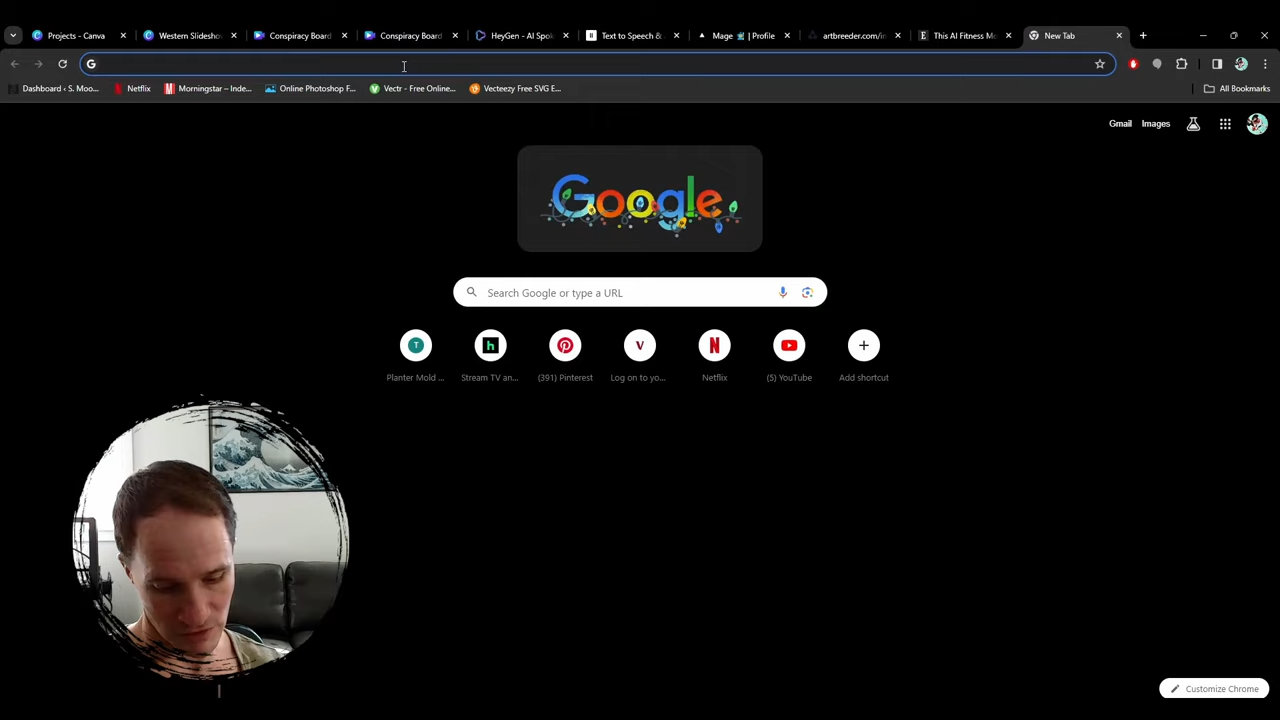 Projects - Canva
Western Slidesho
Conspiracy Board
Conspiracy Board
HeyGen - AI Spok
Text to Speech &
Mage | Profile
artbreeder.com/in
This AI Fitness Mo
New Tab
Dashboard ‹ S. Moo...
Netflix
Morningstar – Inde...
Online Photoshop F...
Vectr - Free Online...
Vecteezy Free SVG E...
All Bookmarks
Gmail
Images
Google
Search Google or type a URL
Planter Mold ...
Stream TV an...
(391) Pinterest
Log on to yo...
Netflix
(5) YouTube
Add shortcut
Customize Chrome